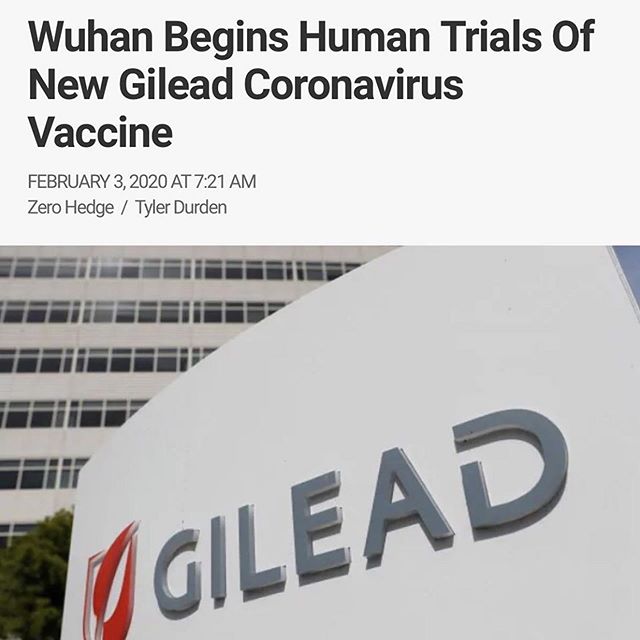 Wuhan Begins Human Trials Of
New Gilead Coronavirus
Vaccine
FEBRUARY 3, 2020 AT 7:21 AM
Zero Hedge / Tyler Durden
GILEAD